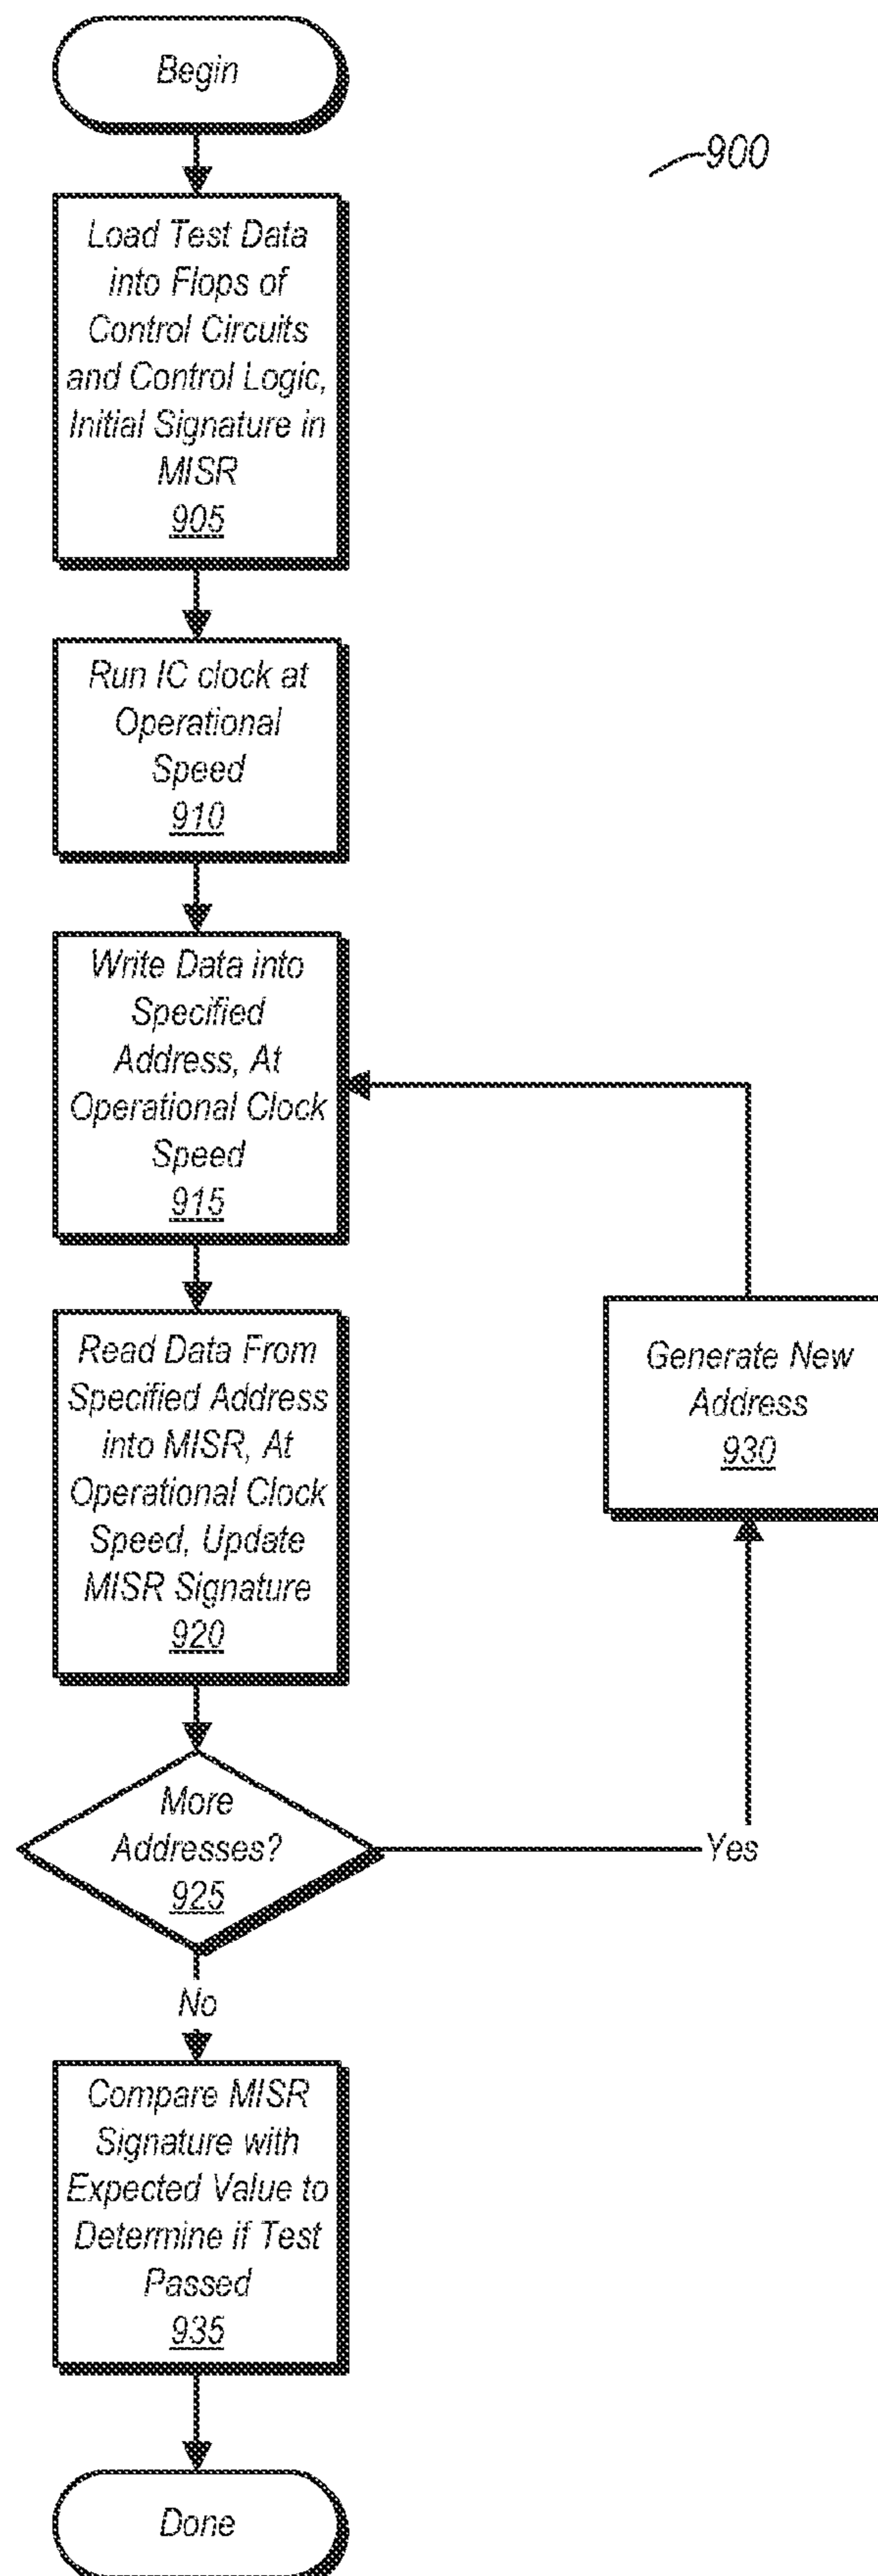 Begin
900
Load Test Data
into Flops of
Control Circuits
and Control Logic,
Initial Signature in
MISR
905
Run IC clock at
Operational
Speed
910
Write Data into
Specified
Address, At
Operational Clock
Speed
915
Read Data From
Specified Address
into MISR, At
Operational Clock
Speed, Update
MISR Signature
920
Generate New
Address
930
More
Addresses?
925
Yes
No
Compare MISR
Signature with
Expected Value to
Determine if Test
Passed
935
Done